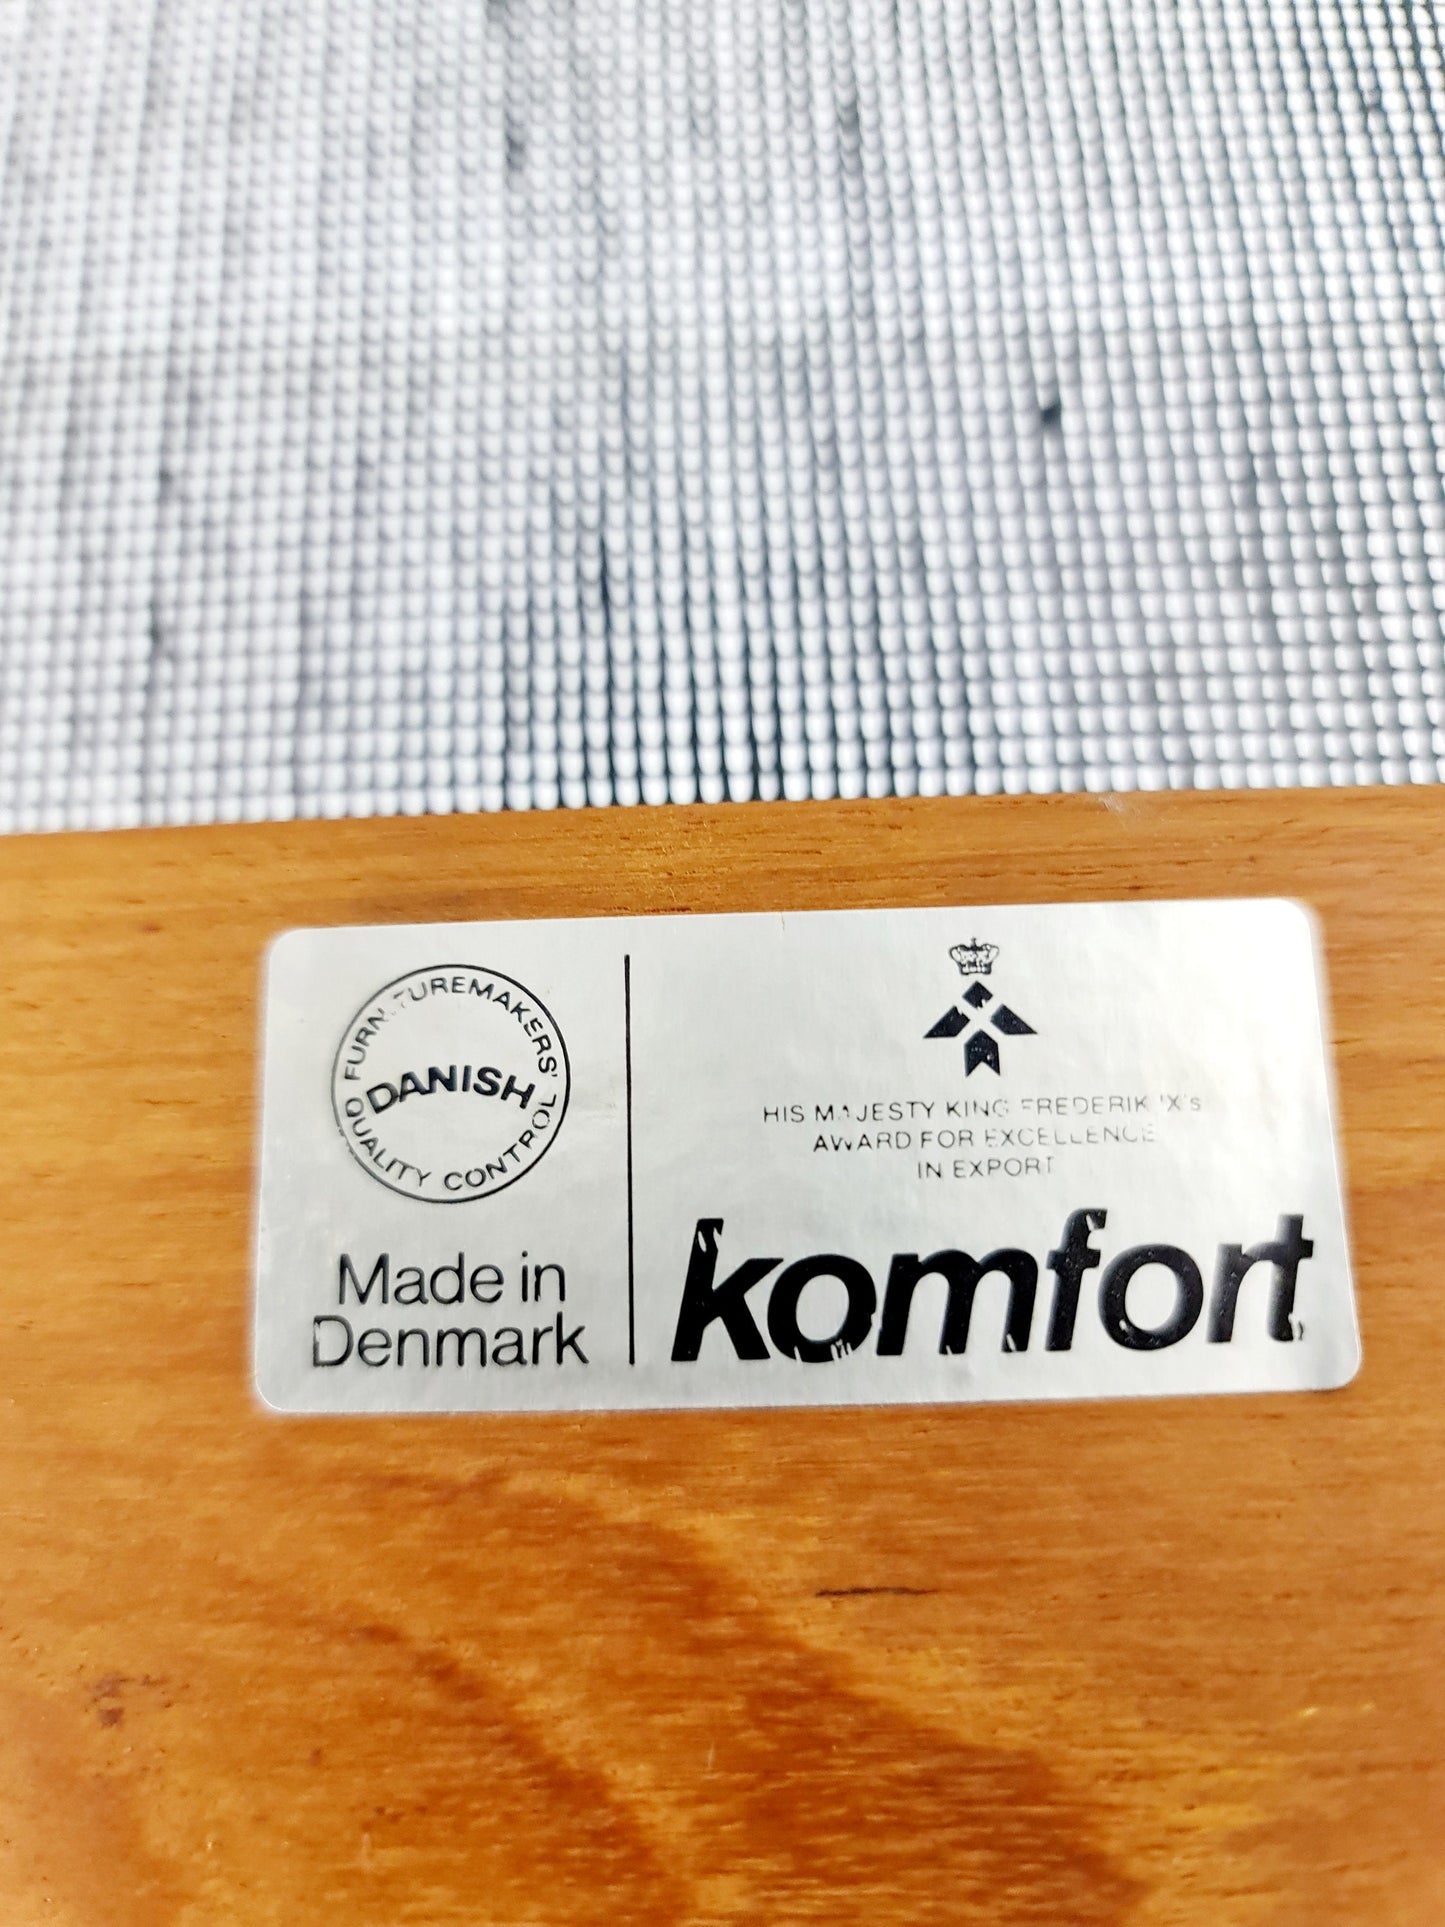 FURNITUREMAKERS'
DANISH
QUALITY CONTROL
Made in
Denmark
HIS MAJESTY KING FREDERIK IX's
AWARD FOR EXCELLENCE
IN EXPORT
komfort